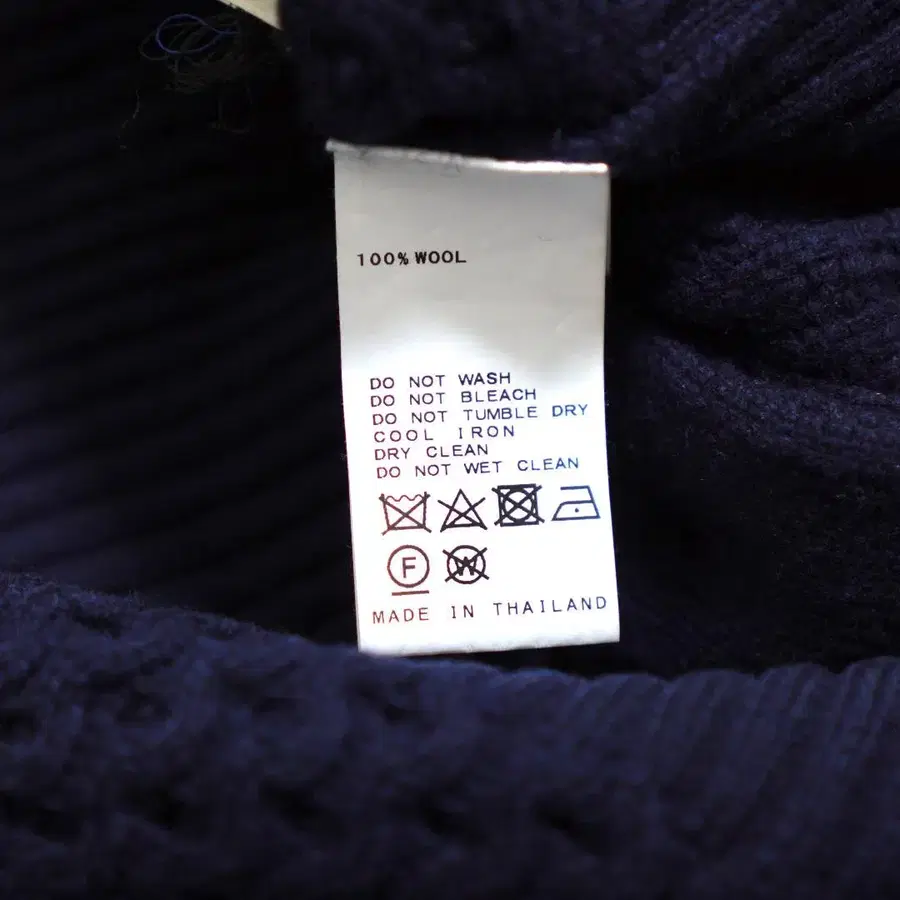 100% WOOL
DO NOT WASH
DO NOT BLEACH
DO NOT TUMBLE DRY
COOL IRON
DRY CLEAN
DO NOT WET CLEAN
F W
MADE IN THAILAND